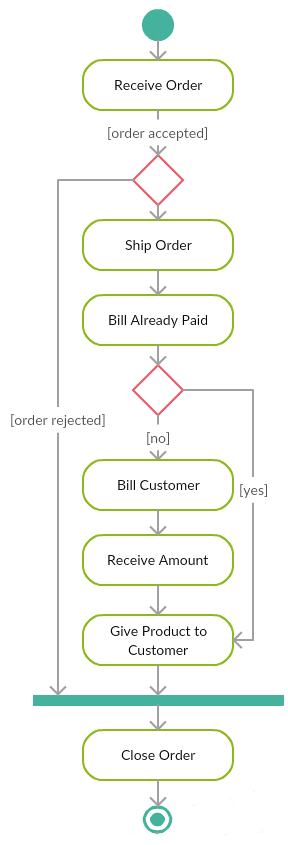 Receive Order
[order accepted]
Ship Order
Bill Already Paid
[order rejected]
[no]
Bill Customer
[yes]
Receive Amount
Give Product to
Customer
Close Order